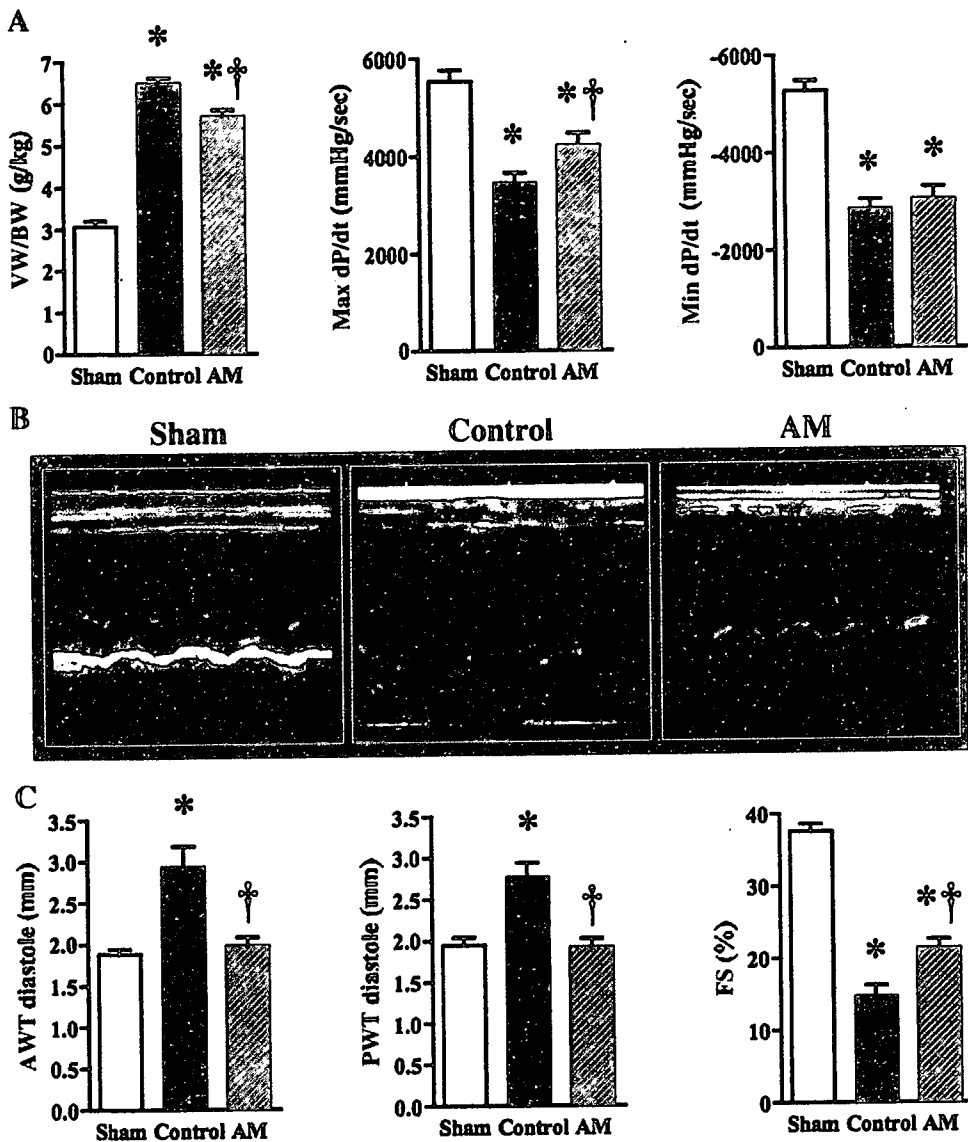 A
VW/BW (g/kg)
7
6
5
4
3
2
1
0
*
*†
Sham Control AM
Max dP/dt (mmHg/sec)
6000
4000
2000
0
*
*†
Sham Control AM
Min dP/dt (mmHg/sec)
-6000
-4000
-2000
-0
*
*
Sham Control AM
B
Sham
Control
AM
C
AWT diastole (mm)
3.5
3.0
2.5
2.0
1.5
1.0
0.5
0.0
*
†
Sham Control AM
PWT diastole (mm)
3.5
3.0
2.5
2.0
1.5
1.0
0.5
0.0
*
†
Sham Control AM
FS (%)
40
30
20
10
0
*
*†
Sham Control AM